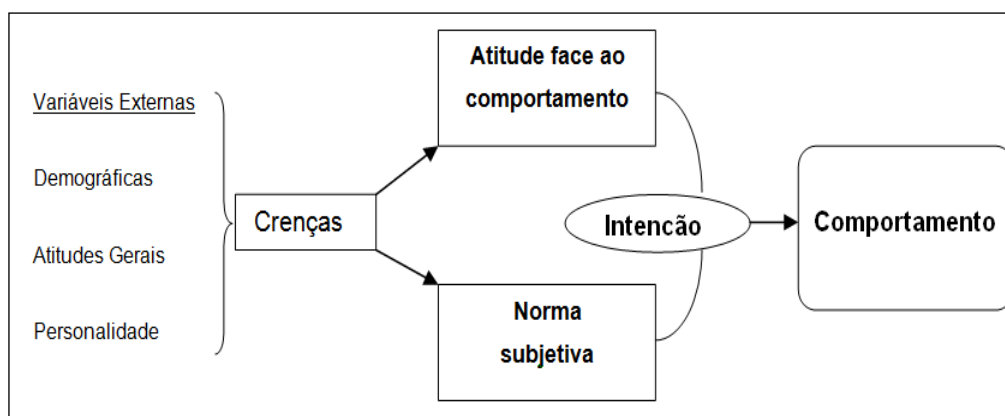 Variáveis Externas
Demográficas
Atitudes Gerais
Personalidade
Crenças
Atitude face ao
comportamento
Norma
subjetiva
Intencão
Comportamento